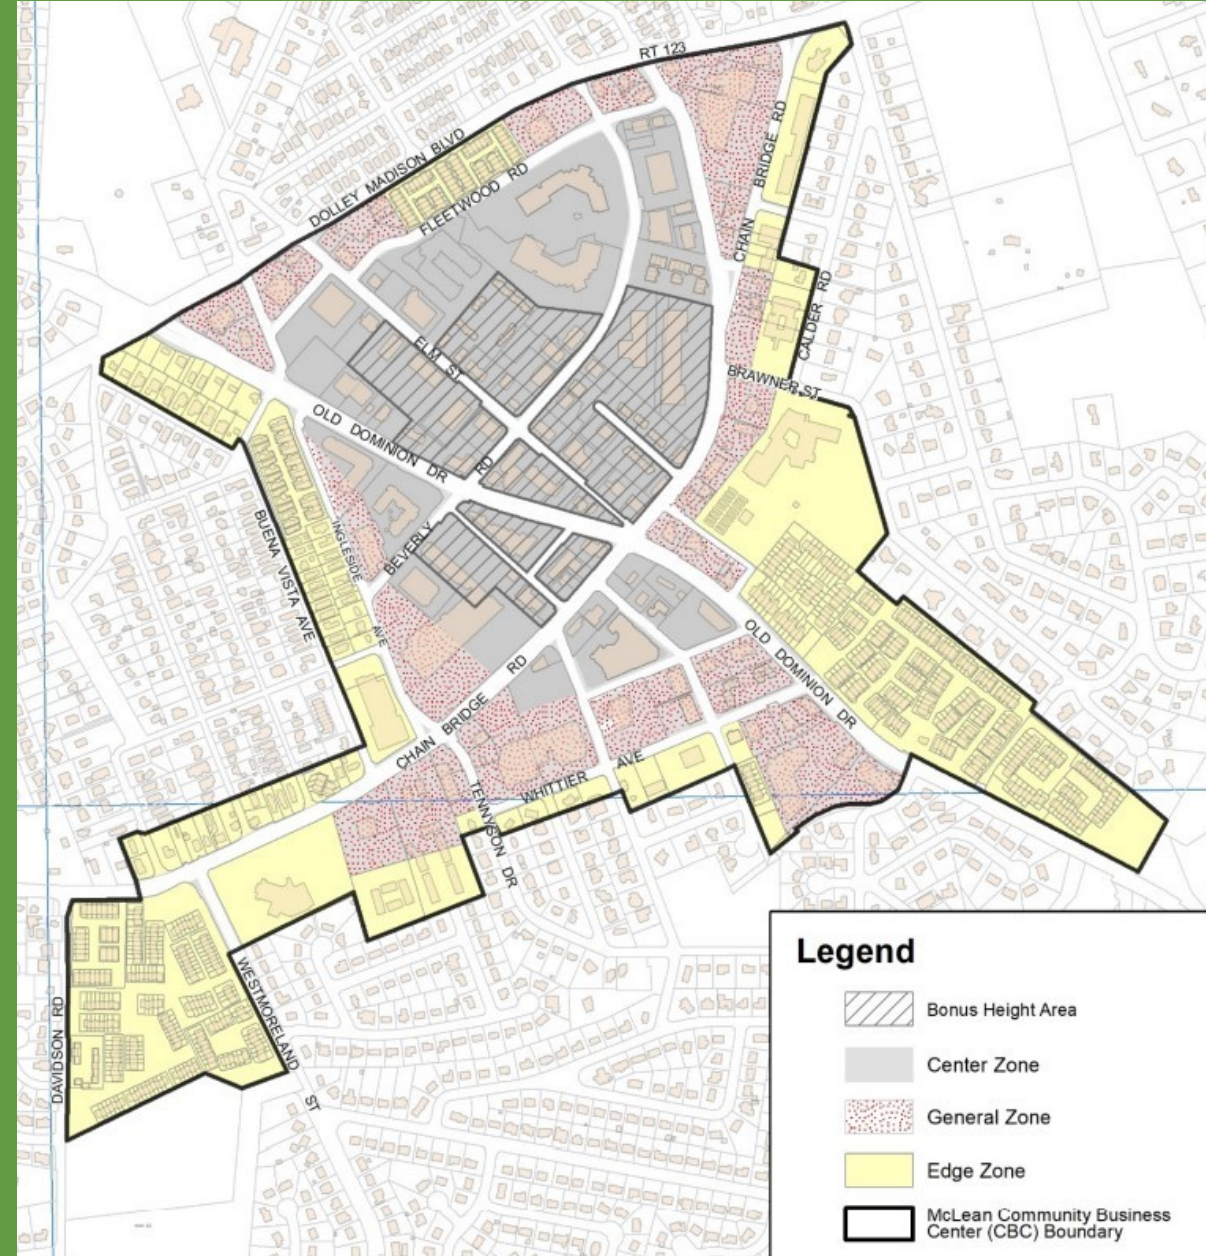 RT 123
DOLLEY MADISON BLVD
FLEETWOOD RD
BRIDGE RD
CHAIN
CALDER RD
ELM ST
BRAWNER ST
OLD DOMINION DR
RD
BEVERLY
INGLESIDE
AVE
BUENA VISTA AVE
OLD DOMINION DR
CHAIN BRIDGE RD
WHITTIER AVE
TENNYSON DR
WESTMORELAND
ST
DAVIDSON RD
Legend
Bonus Height Area
Center Zone
General Zone
Edge Zone
McLean Community Business
Center (CBC) Boundary